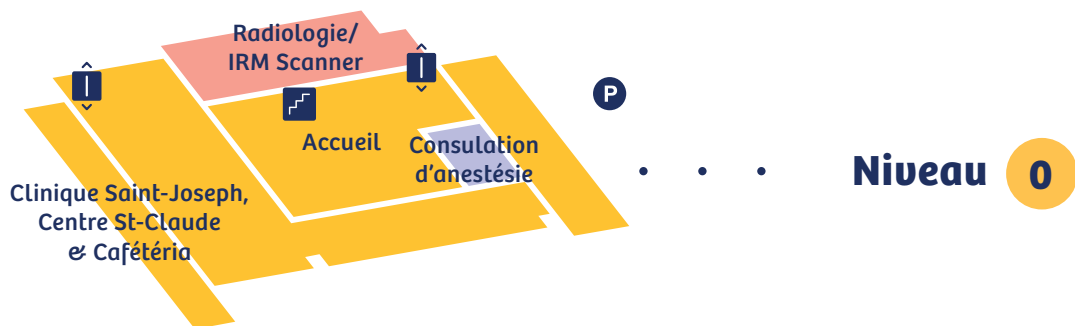 Radiologie/
IRM Scanner
P
Accueil
Consulation
d'anestésie
Clinique Saint-Joseph,
Centre St-Claude
& Cafétéria
Niveau 0